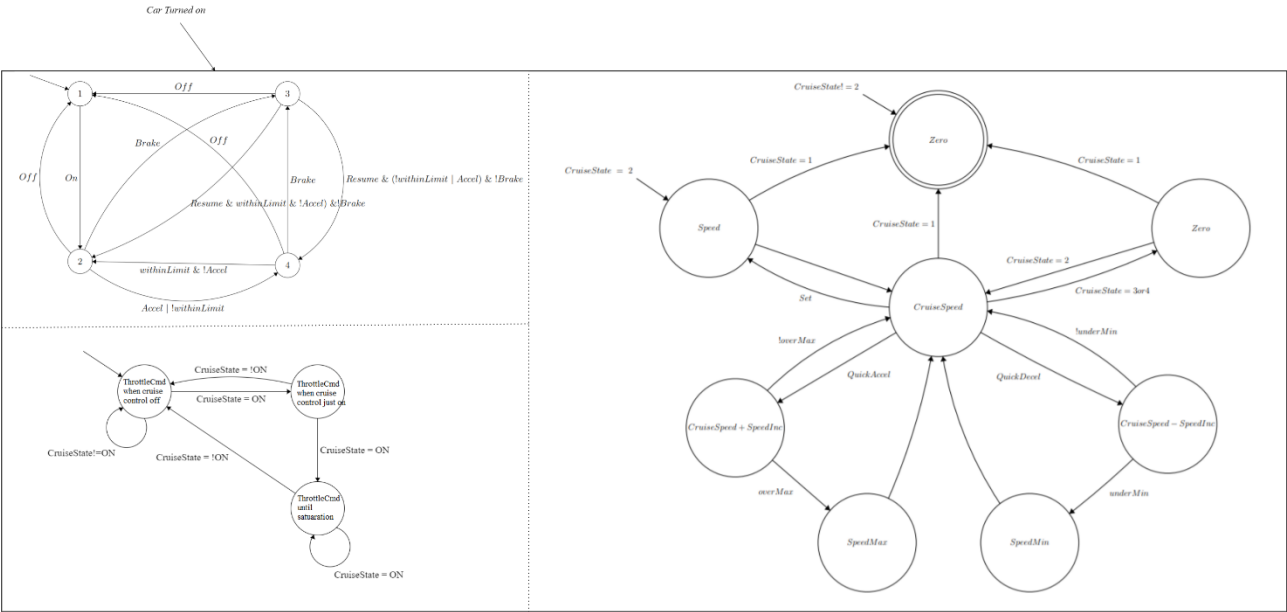 Car Turned on
Off
1
3
Brake
Off
Off
On
Brake
Resume & (!withinLimit | Accel) & !Brake
Resume & withinLimit & !Accel) &!Brake
2
4
withinLimit & !Accel
Accel | !withinLimit
CruiseState = !ON
ThrottleCmd
when cruise
control off
ThrottleCmd
when cruise
control just on
CruiseState = ON
CruiseState = ON
CruiseState!=ON
CruiseState = !ON
ThrottleCmd
until
satuaration
CruiseState = ON
CruiseState! = 2
Zero
CruiseState = 1
CruiseState = 1
CruiseState = 2
Speed
CruiseState = 1
Zero
CruiseState = 2
CruiseState = 3or4
Set
CruiseSpeed
!overMax
!underMin
QuickAccel
QuickDecel
CruiseSpeed + SpeedInc
CruiseSpeed − SpeedInc
overMax
underMin
SpeedMax
SpeedMin